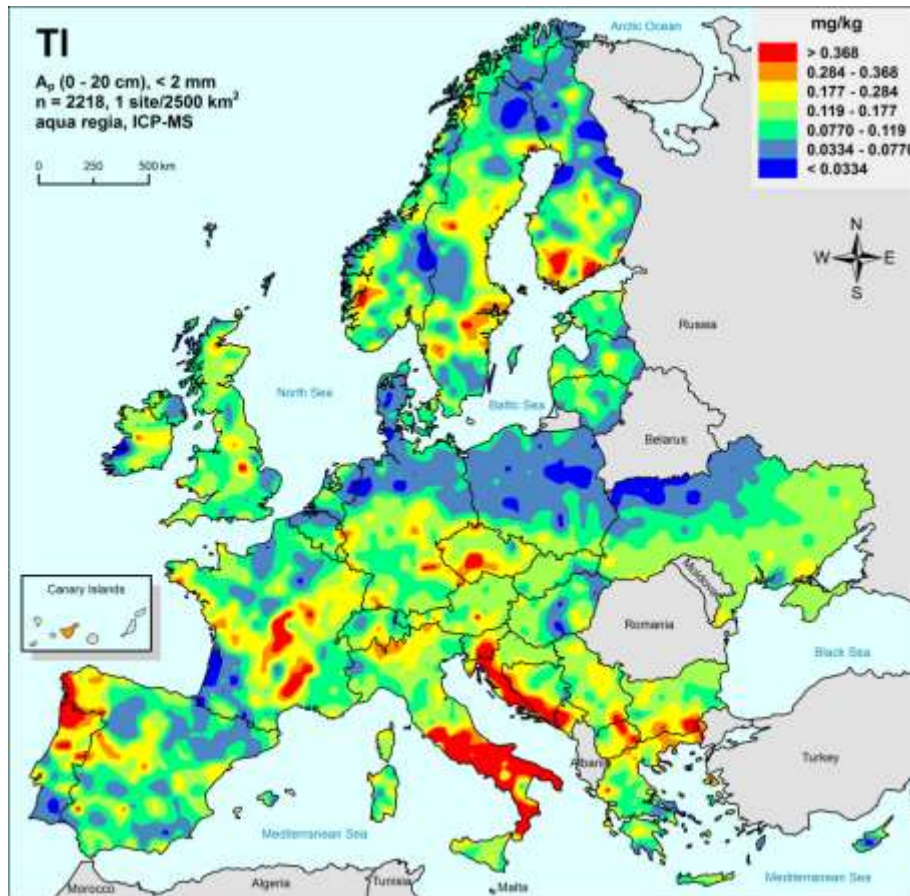 Tl
Ap (0 - 20 cm), < 2 mm
n = 2218, 1 site/2500 km²
aqua regia, ICP-MS
0 250 500 km
mg/kg
> 0.368
0.284 - 0.368
0.177 - 0.284
0.119 - 0.177
0.0770 - 0.119
0.0334 - 0.0770
< 0.0334
Arctic Ocean
N
W E
S
Russia
North Sea
Baltic Sea
Belarus
Canary Islands
Moldova
Romania
Black Sea
Albania
Turkey
Mediterranean Sea
Mediterranean Sea
Morocco
Algeria
Tunisia
Malta